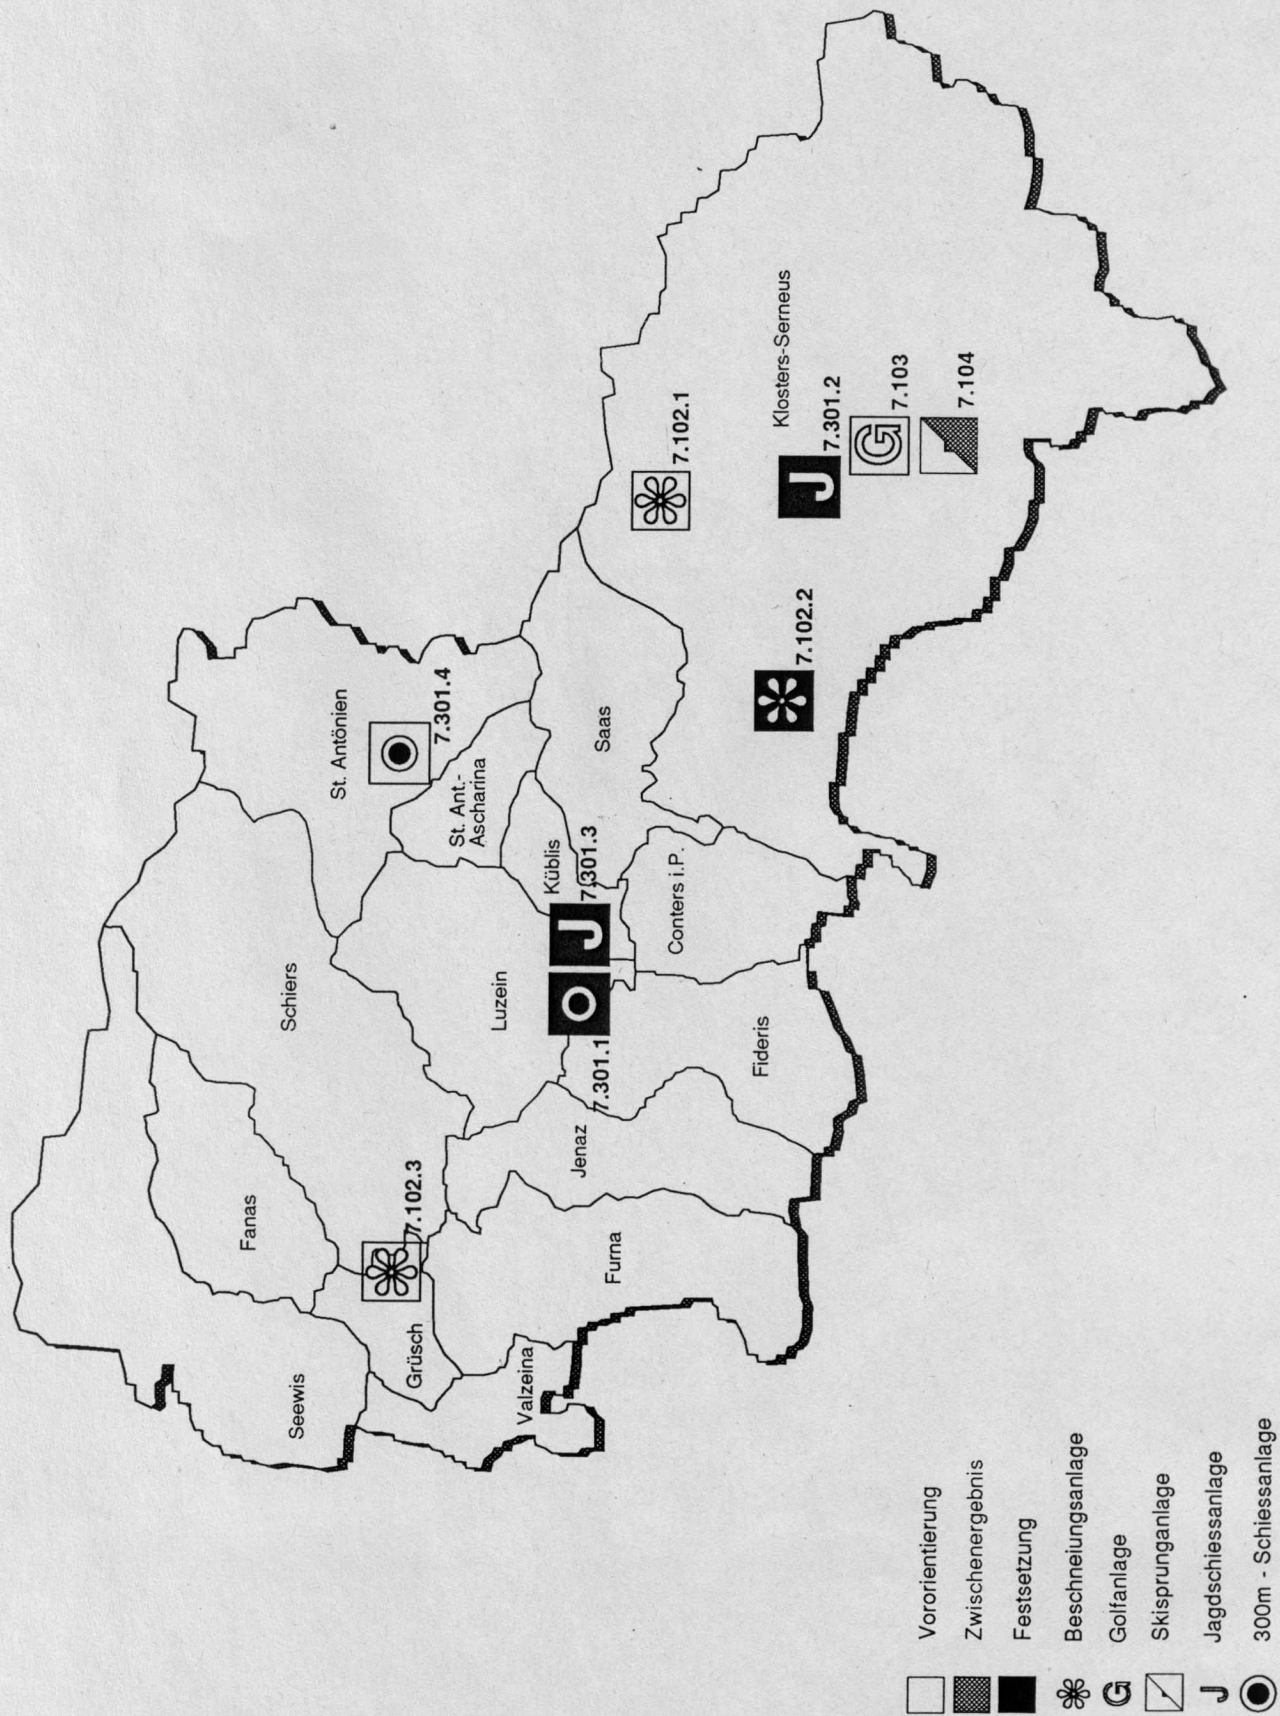 Seewis
Fanas
Grüsch
7.102.3
Valzeina
Schiers
Furna
Jenaz
Luzein
7.301.1
Fideris
St. Antönien
7.301.4
St. Ant.-
Ascharina
Küblis
7.301.3
J
Conters i.P.
Saas
7.102.2
7.102.1
Klosters-Serneus
J
7.301.2
G
7.103
7.104
Vororientierung
Zwischenergebnis
Festsetzung
Beschneiungsanlage
G Golfanlage
Skisprunganlage
J Jagdschiessanlage
300m - Schiessanlage